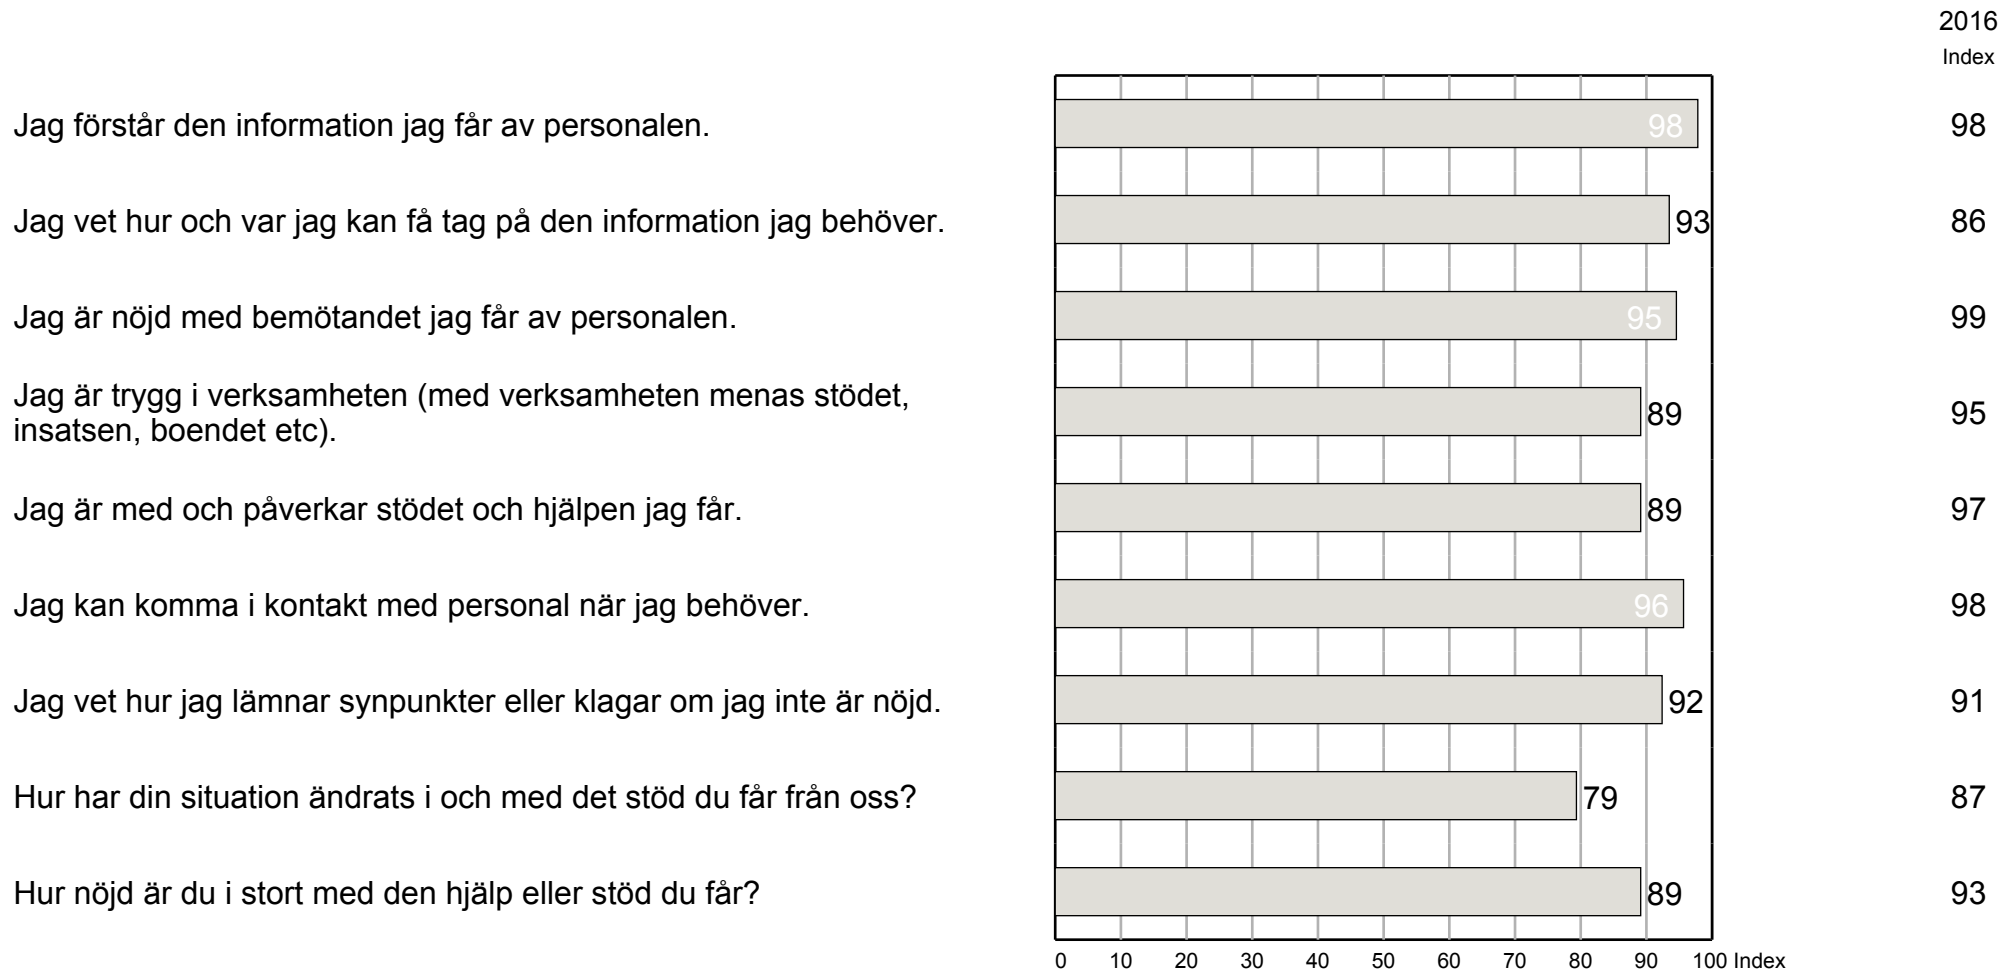 2016
Index
Jag förstår den information jag får av personalen. 98 98
Jag vet hur och var jag kan få tag på den information jag behöver. 93 86
Jag är nöjd med bemötandet jag får av personalen. 95 99
Jag är trygg i verksamheten (med verksamheten menas stödet,
insatsen, boendet etc). 89 95
Jag är med och påverkar stödet och hjälpen jag får. 89 97
Jag kan komma i kontakt med personal när jag behöver. 96 98
Jag vet hur jag lämnar synpunkter eller klagar om jag inte är nöjd. 92 91
Hur har din situation ändrats i och med det stöd du får från oss? 79 87
Hur nöjd är du i stort med den hjälp eller stöd du får? 89 93
0 10 20 30 40 50 60 70 80 90 100 Index